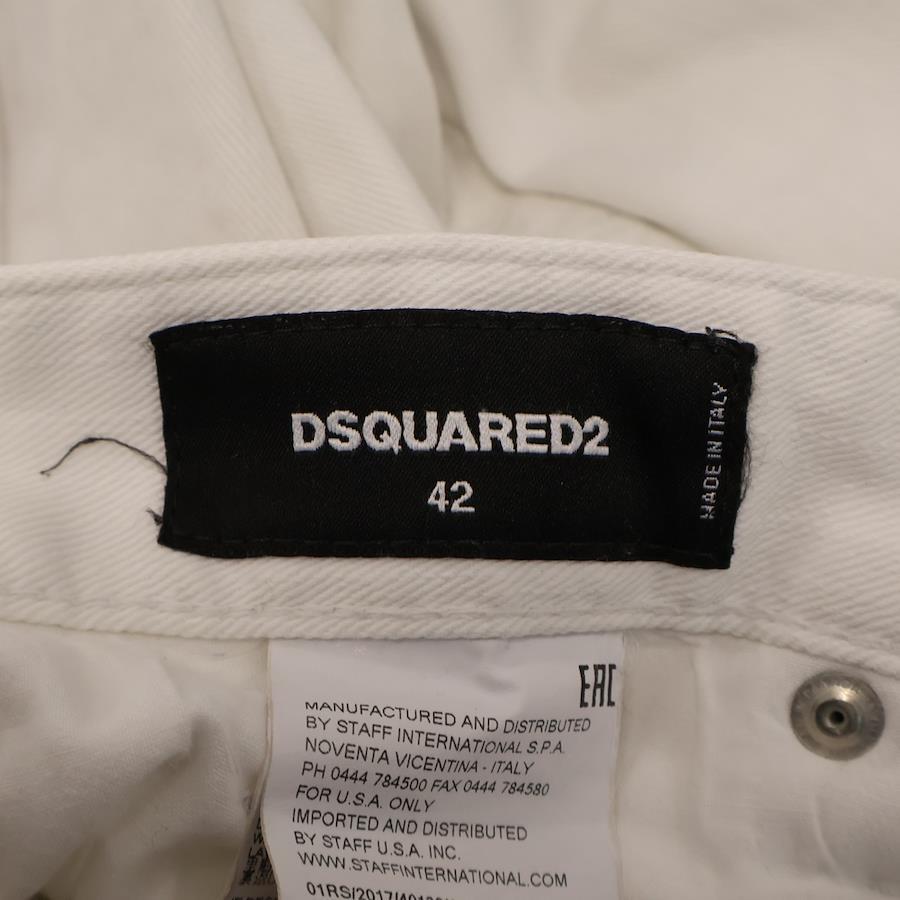 DSQUARED2
42
MADE IN ITALY
EAC
MANUFACTURED AND DISTRIBUTED
BY STAFF INTERNATIONAL S.P.A.
NOVENTA VICENTINA - ITALY
PH 0444 784500 FAX 0444 784580
FOR U.S.A. ONLY
IMPORTED AND DISTRIBUTED
BY STAFF U.S.A. INC.
WWW.STAFFINTERNATIONAL.COM